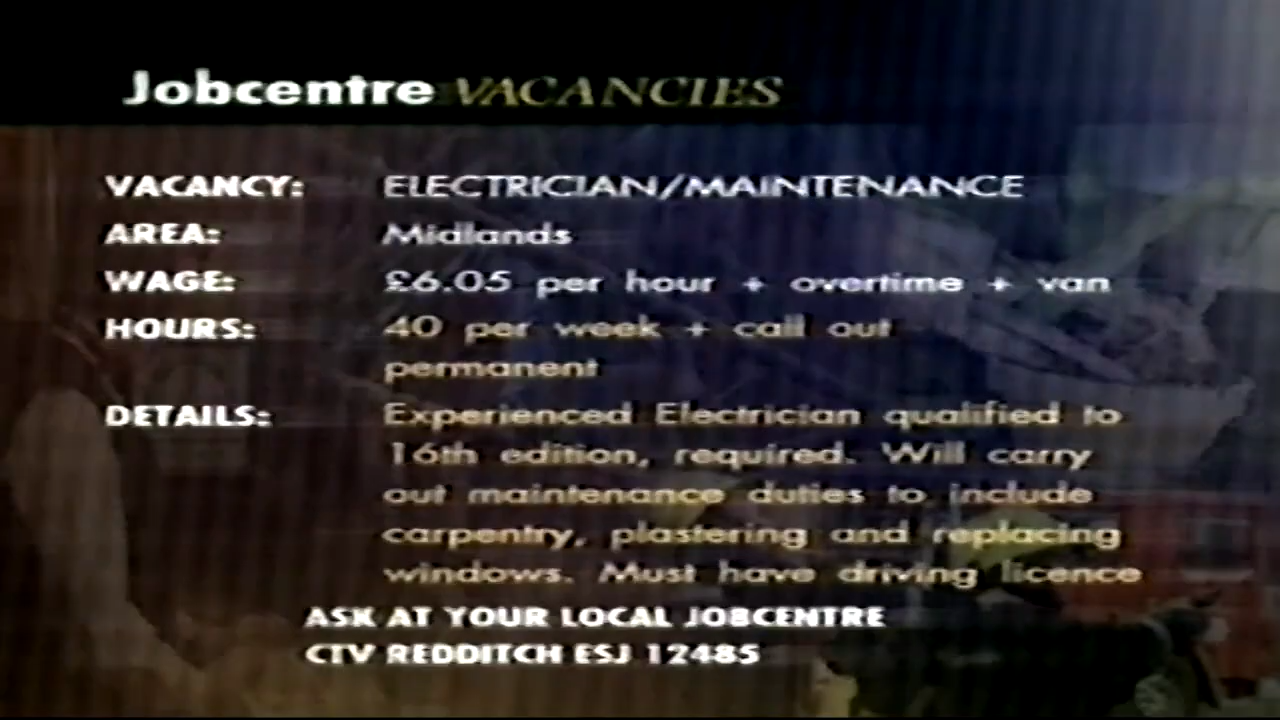 Jobcentre VACANCIES
VACANCY: ELECTRICIAN/MAINTENANCE
AREA: Midlands
WAGE: £6.05 per hour + overtime + van
HOURS: 40 per week + call out
permanent
DETAILS: Experienced Electrician qualified to
16th edition, required. Will carry
out maintenance duties to include
carpentry, plastering and replacing
windows. Must have driving licence
ASK AT YOUR LOCAL JOBCENTRE
CTV REDDITCH ESJ 12485